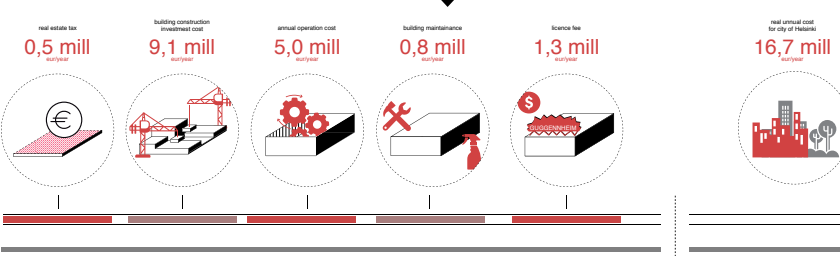 real estate tax
0,5 mill
eur/year
building construction
investmest cost
9,1 mill
eur/year
annual operation cost
5,0 mill
eur/year
building maintainance
0,8 mill
eur/year
licence fee
1,3 mill
eur/year
real unnual cost
for city of Helsinki
16,7 mill
eur/year
€
$
GUGGENNHEIM